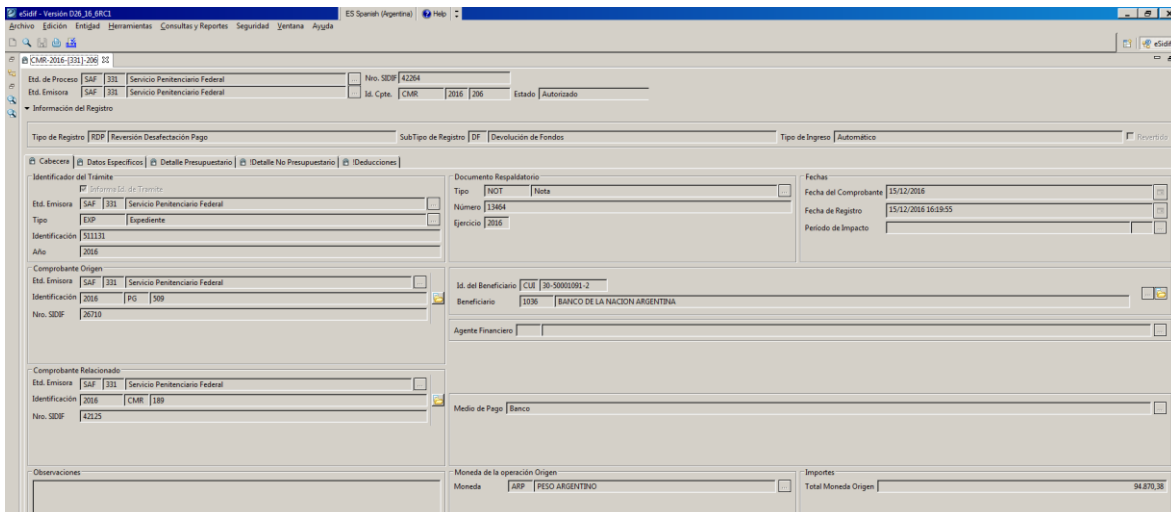 eSidif - Versión D26_16_6RC1 ES Spanish (Argentina) Help
Archivo Edición Entidad Herramientas Consultas y Reportes Seguridad Ventana Ayuda
eSidif
CMR-2016-[331]-206
Etd. de Proceso SAF 331 Servicio Penitenciario Federal ... Nro. SIDIF 42264
Etd. Emisora SAF 331 Servicio Penitenciario Federal ... Id. Cpte. CMR 2016 206 Estado Autorizado
Información del Registro
Tipo de Registro RDP Reversión Desafectación Pago SubTipo de Registro DF Devolución de Fondos Tipo de Ingreso Automático Revertido
Cabecera Datos Específicos Detalle Presupuestario !Detalle No Presupuestario !Deducciones
Identificador del Trámite
Informa Id. de Tramite
Etd. Emisora SAF 331 Servicio Penitenciario Federal ...
Tipo EXP Expediente ...
Identificación 511131
Año 2016
Documento Respaldatorio
Tipo NOT Nota ...
Número 13464
Ejercicio 2016
Fechas
Fecha del Comprobante 15/12/2016
Fecha de Registro 15/12/2016 16:19:55
Período de Impacto ...
Comprobante Origen
Etd. Emisora SAF 331 Servicio Penitenciario Federal ...
Identificación 2016 PG 509
Nro. SIDIF 26710
Id. del Beneficiario CUI 30-50001091-2
Beneficiario 1036 BANCO DE LA NACION ARGENTINA ...
Agente Financiero ...
Comprobante Relacionado
Etd. Emisora SAF 331 Servicio Penitenciario Federal ...
Identificación 2016 CMR 189
Nro. SIDIF 42125
Medio de Pago Banco ...
Observaciones
Moneda de la operación Origen
Moneda ARP PESO ARGENTINO ...
Importes
Total Moneda Origen 94.870,38